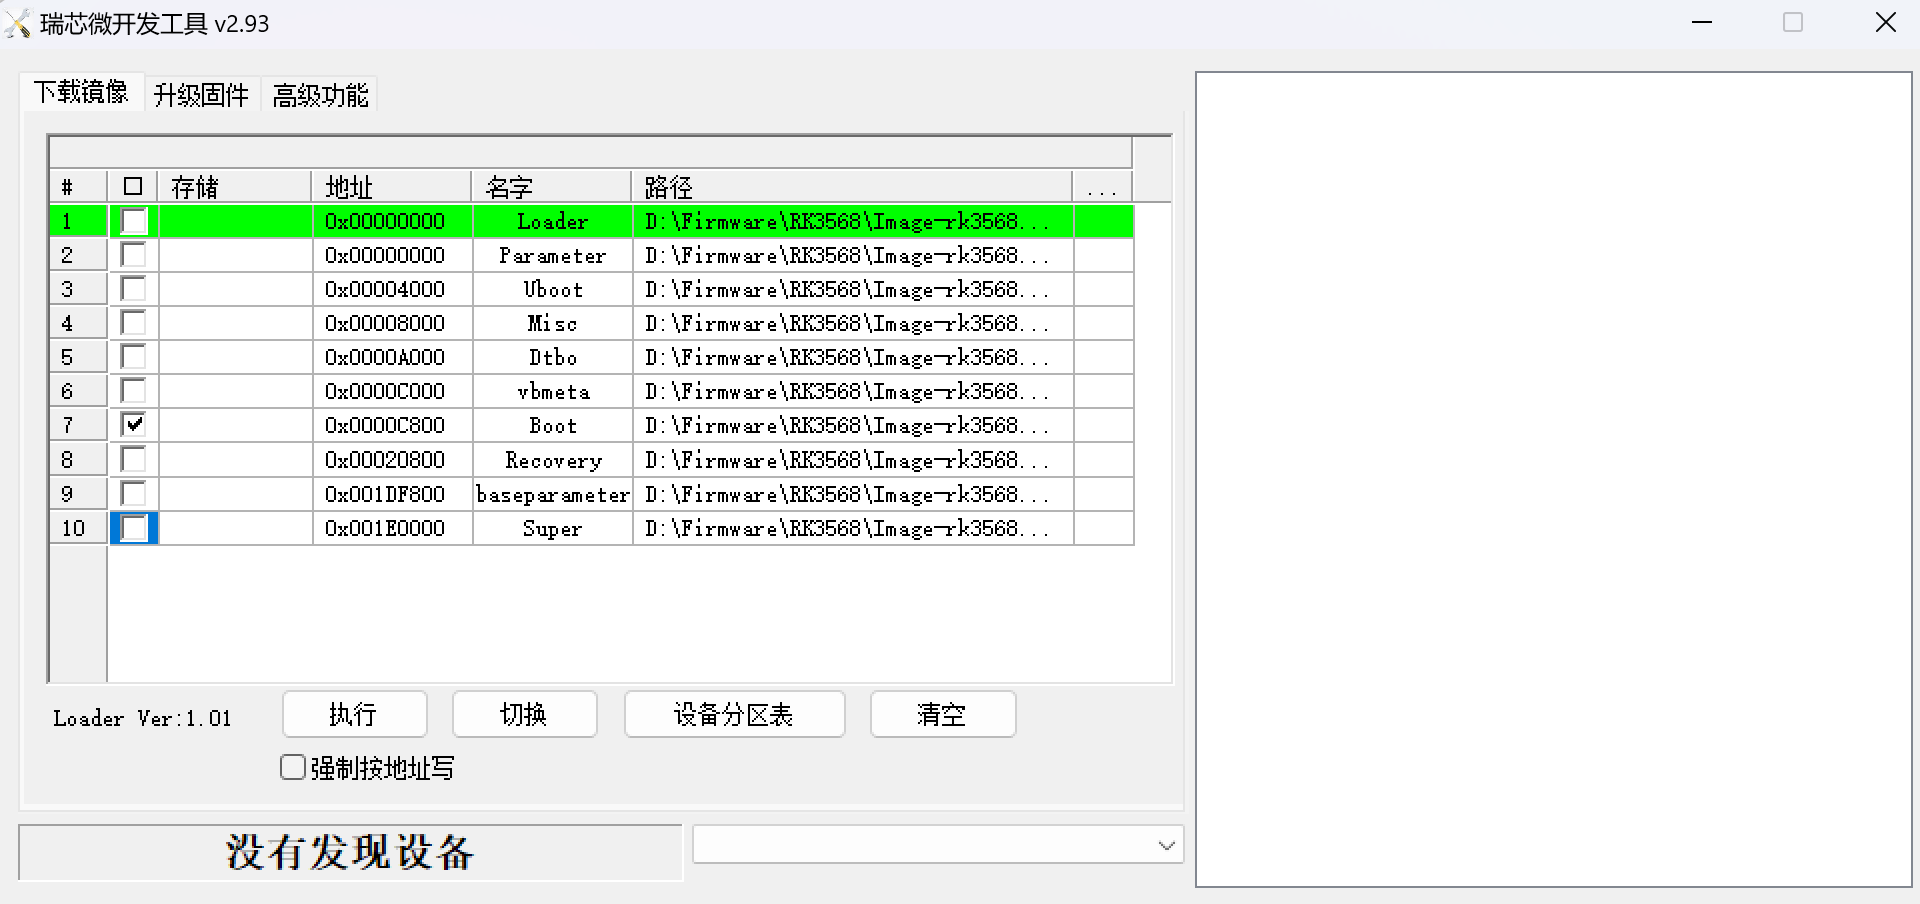 瑞芯微开发工具 v2.93
下载镜像 升级固件 高级功能
# 存储 地址 名字 路径 ...
1 0x00000000 Loader D:\Firmware\RK3568\Image-rk3568...
2 0x00000000 Parameter D:\Firmware\RK3568\Image-rk3568...
3 0x00004000 Uboot D:\Firmware\RK3568\Image-rk3568...
4 0x00008000 Misc D:\Firmware\RK3568\Image-rk3568...
5 0x0000A000 Dtbo D:\Firmware\RK3568\Image-rk3568...
6 0x0000C000 vbmeta D:\Firmware\RK3568\Image-rk3568...
7 0x0000C800 Boot D:\Firmware\RK3568\Image-rk3568...
8 0x00020800 Recovery D:\Firmware\RK3568\Image-rk3568...
9 0x001DF800 baseparameter D:\Firmware\RK3568\Image-rk3568...
10 0x001E0000 Super D:\Firmware\RK3568\Image-rk3568...
Loader Ver:1.01 执行 切换 设备分区表 清空
强制按地址写
没有发现设备